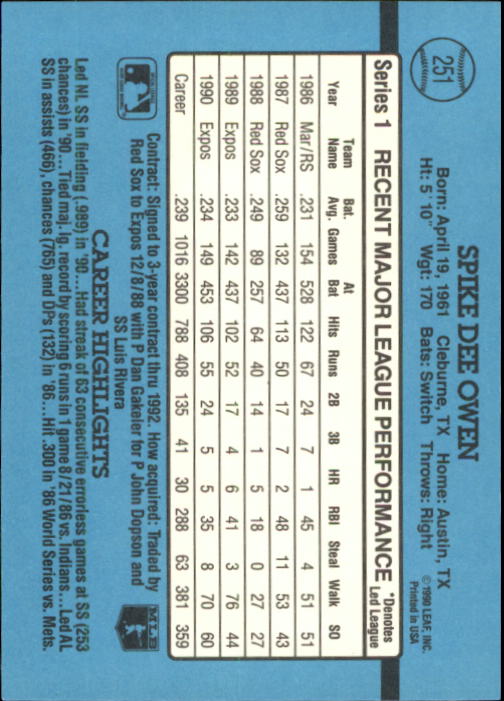 251
SPIKE DEE OWEN
Born: April 19, 1961 Cleburne, TX Home: Austin, TX
Ht: 5'10" Wgt: 170 Bats: Switch Throws: Right
© 1990 LEAF, INC.
Printed in USA
Series 1 RECENT MAJOR LEAGUE PERFORMANCE *Denotes Led League
Year Team Name Bat. Avg. Games At Bat Hits Runs 2B 3B HR RBI Steal Walk SO
1986 Mar/RS .231 154 528 122 67 24 7 1 45 4 51 51
1987 Red Sox .259 132 437 113 50 17 7 2 48 11 53 43
1988 Red Sox .249 89 257 64 40 14 1 5 18 0 27 27
1989 Expos .233 142 437 102 52 17 4 6 41 3 76 44
1990 Expos .234 149 453 106 55 24 5 5 35 8 70 60
Career .239 1016 3300 788 408 135 41 30 288 63 381 359
Contract: Signed to 3-year contract thru 1992. How acquired: Traded by
Red Sox to Expos 12/8/88 with P Dan Gakeler for P John Dopson and
SS Luis Rivera
MLB
CAREER HIGHLIGHTS
Led NL SS in fielding (.989) in '90...Had streak of 63 consecutive errorless games at SS (253
chances) in '90...Tied maj. lg. record by scoring 6 runs in 1 game 8/21/86 vs. Indians...Led AL
SS in assists (466), chances (765) and DPs (132) in '86...Hit .300 in '86 World Series vs. Mets.